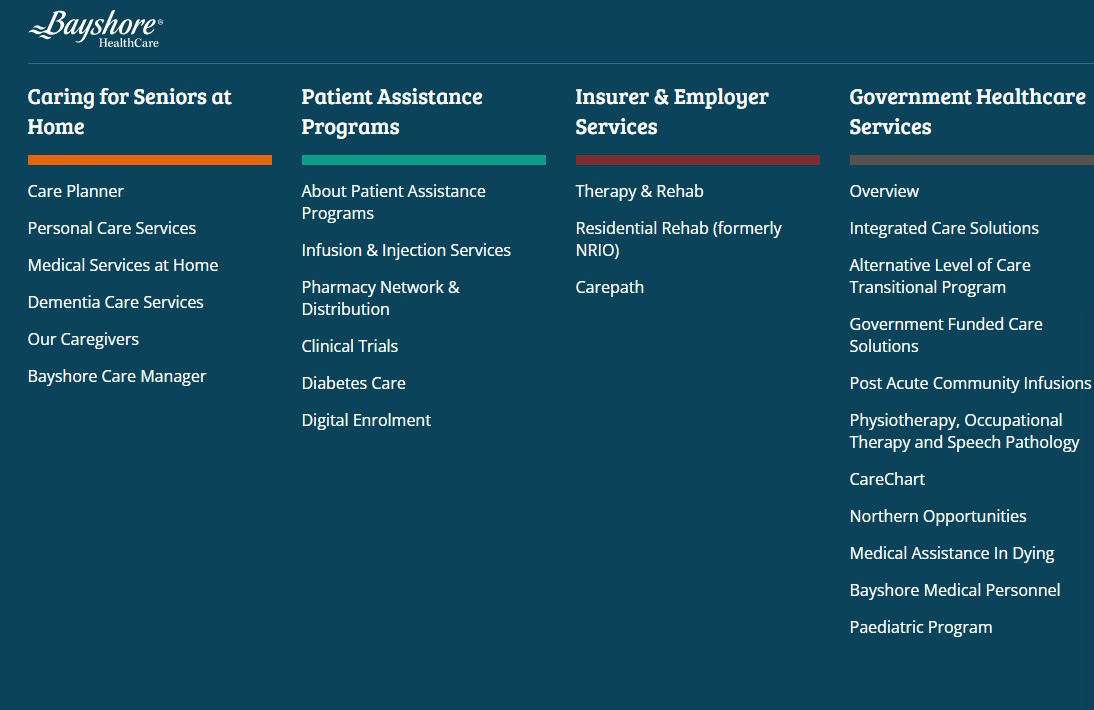 Bayshore®
HealthCare
Caring for Seniors at
Home
Care Planner
Personal Care Services
Medical Services at Home
Dementia Care Services
Our Caregivers
Bayshore Care Manager
Patient Assistance
Programs
About Patient Assistance
Programs
Infusion & Injection Services
Pharmacy Network &
Distribution
Clinical Trials
Diabetes Care
Digital Enrolment
Insurer & Employer
Services
Therapy & Rehab
Residential Rehab (formerly
NRIO)
Carepath
Government Healthcare
Services
Overview
Integrated Care Solutions
Alternative Level of Care
Transitional Program
Government Funded Care
Solutions
Post Acute Community Infusions
Physiotherapy, Occupational
Therapy and Speech Pathology
CareChart
Northern Opportunities
Medical Assistance In Dying
Bayshore Medical Personnel
Paediatric Program